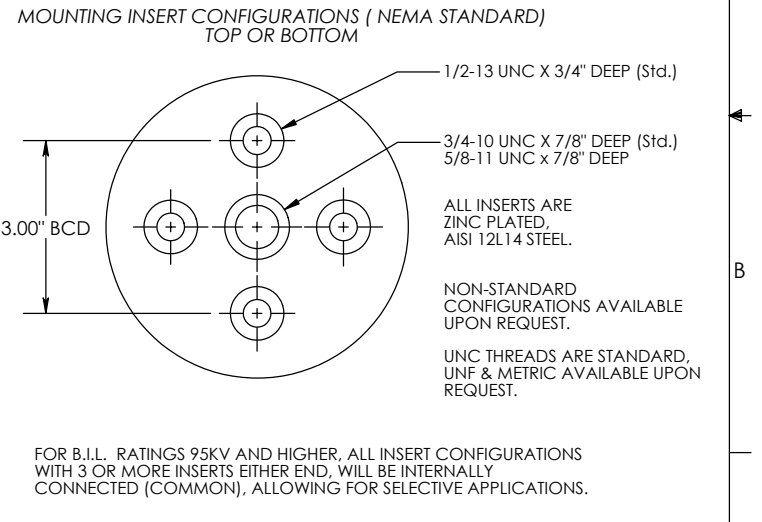 MOUNTING INSERT CONFIGURATIONS ( NEMA STANDARD)
TOP OR BOTTOM
1/2-13 UNC X 3/4" DEEP (Std.)
3/4-10 UNC X 7/8" DEEP (Std.)
5/8-11 UNC x 7/8" DEEP
3.00" BCD
ALL INSERTS ARE
ZINC PLATED,
AISI 12L14 STEEL.
B
NON-STANDARD
CONFIGURATIONS AVAILABLE
UPON REQUEST.
UNC THREADS ARE STANDARD,
UNF & METRIC AVAILABLE UPON
REQUEST.
FOR B.I.L. RATINGS 95KV AND HIGHER, ALL INSERT CONFIGURATIONS
WITH 3 OR MORE INSERTS EITHER END, WILL BE INTERNALLY
CONNECTED (COMMON), ALLOWING FOR SELECTIVE APPLICATIONS.